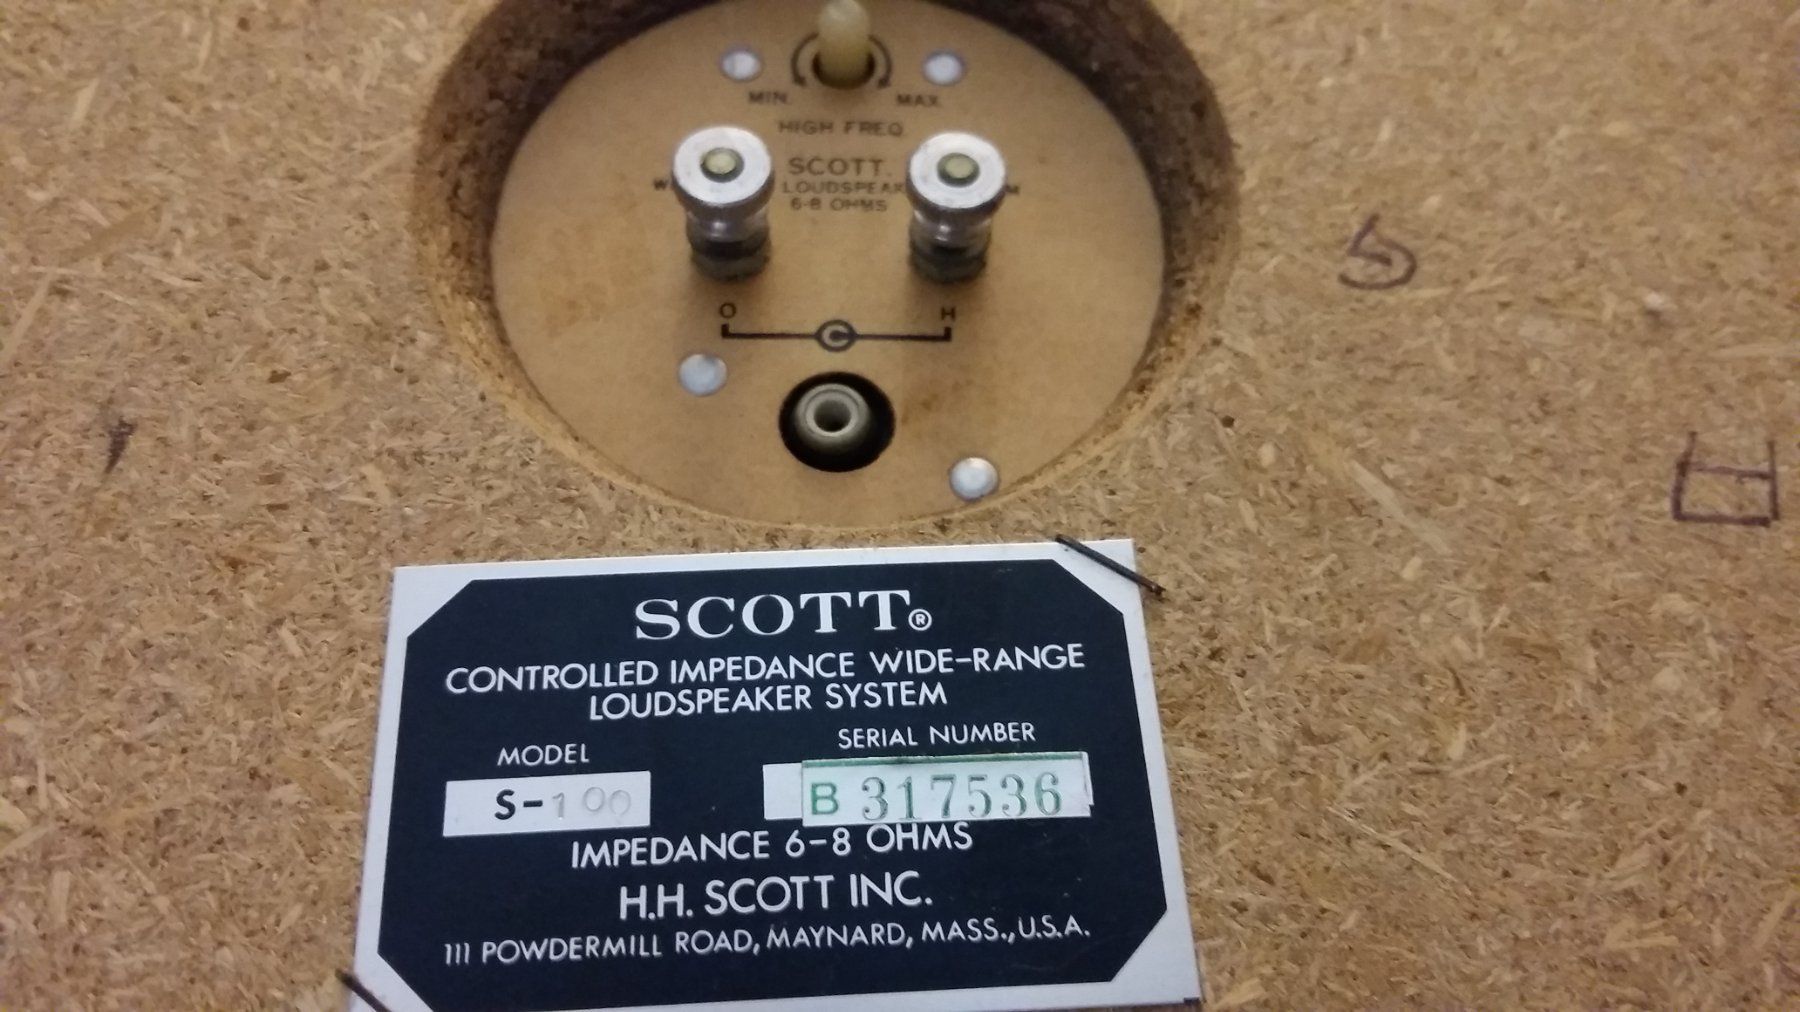 MIN. MAX.
HIGH FREQ
SCOTT.
LOUDSPEAK
6-8 OHMS
O H
SCOTT®
CONTROLLED IMPEDANCE WIDE-RANGE
LOUDSPEAKER SYSTEM
MODEL SERIAL NUMBER
S-100 B 317536
IMPEDANCE 6-8 OHMS
H.H. SCOTT INC.
111 POWDERMILL ROAD, MAYNARD, MASS., U.S.A.